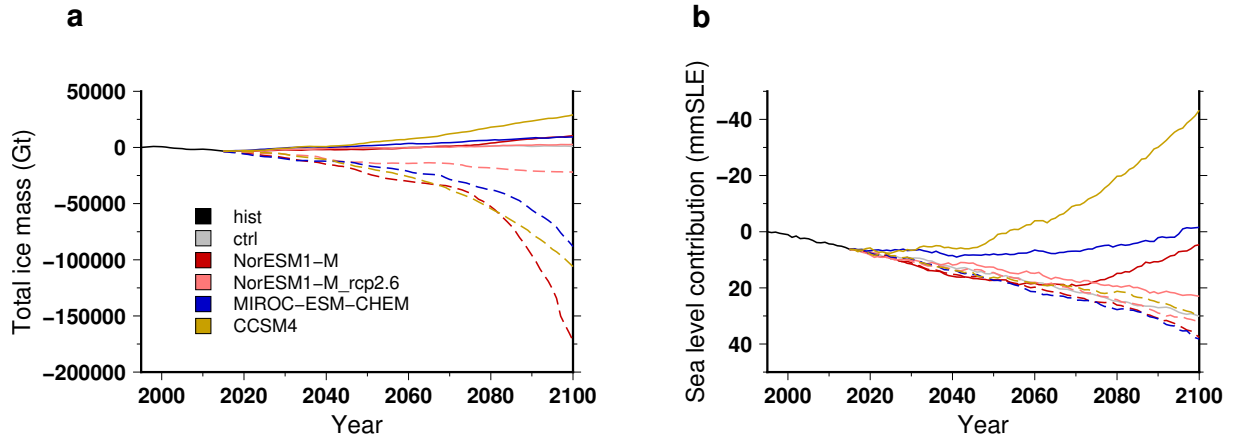 a
Total ice mass (Gt)
50000
0
−50000
−100000
−150000
−200000
2000
2020
2040
2060
2080
2100
Year
hist
ctrl
NorESM1−M
NorESM1−M_rcp2.6
MIROC−ESM−CHEM
CCSM4
b
Sea level contribution (mmSLE)
−40
−20
0
20
40
2000
2020
2040
2060
2080
2100
Year